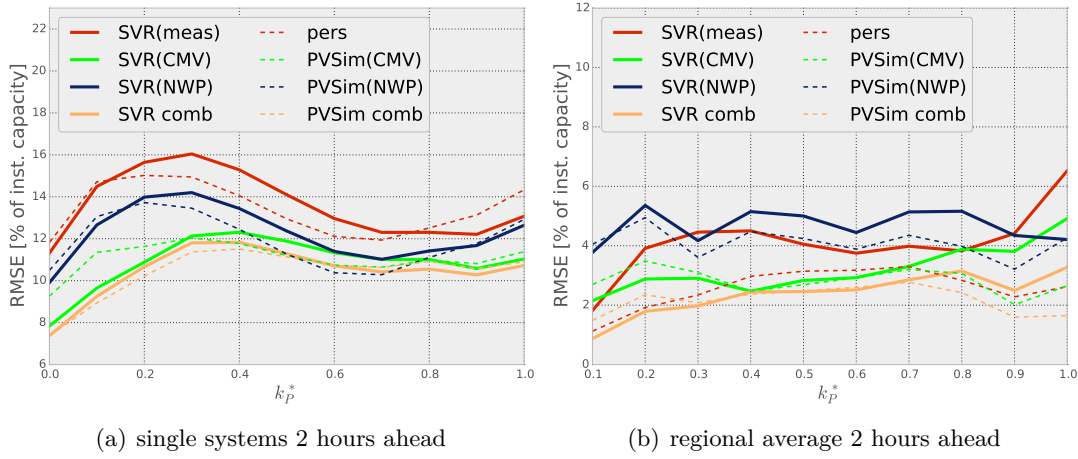 22
20
18
16
14
12
10
8
6
RMSE [% of inst. capacity]
SVR(meas) pers
SVR(CMV) PVSim(CMV)
SVR(NWP) PVSim(NWP)
SVR comb PVSim comb
0.0 0.2 0.4 0.6 0.8 1.0
k_P^*
(a) single systems 2 hours ahead
12
10
8
6
4
2
0
RMSE [% of inst. capacity]
SVR(meas) pers
SVR(CMV) PVSim(CMV)
SVR(NWP) PVSim(NWP)
SVR comb PVSim comb
0.1 0.2 0.3 0.4 0.5 0.6 0.7 0.8 0.9 1.0
k_P^*
(b) regional average 2 hours ahead